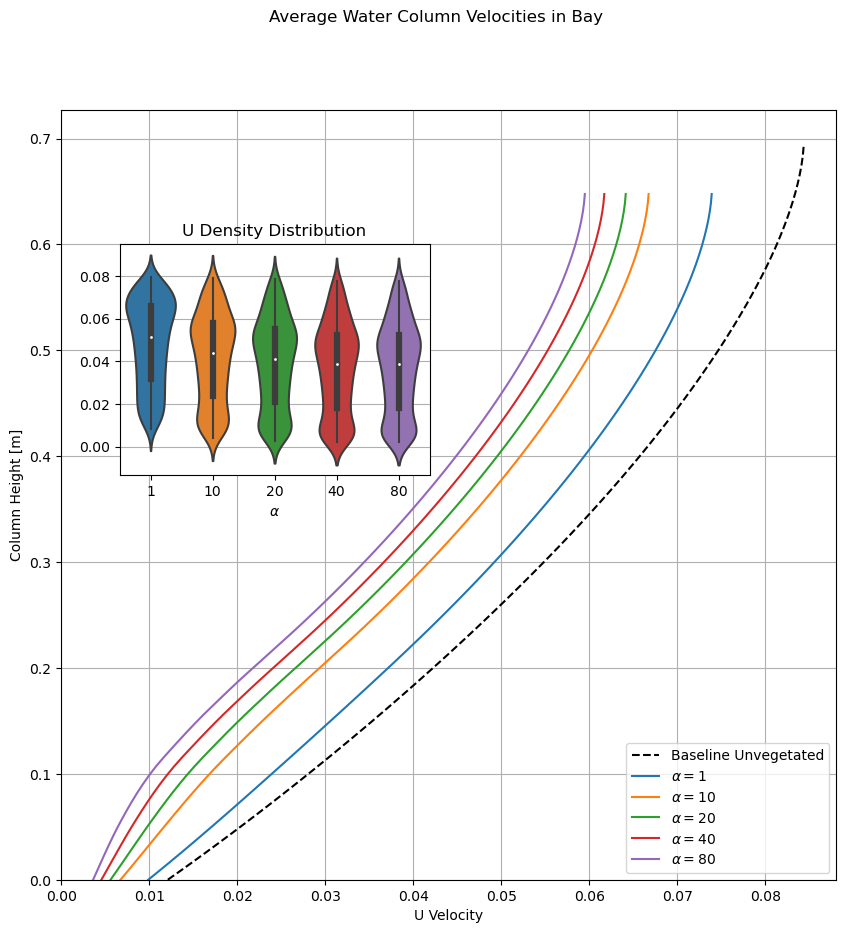 Average Water Column Velocities in Bay
Column Height [m]
0.7
0.6
0.5
0.4
0.3
0.2
0.1
0.0
U Density Distribution
0.08
0.06
0.04
0.02
0.00
1 10 20 40 80
α
Baseline Unvegetated
α = 1
α = 10
α = 20
α = 40
α = 80
0.00 0.01 0.02 0.03 0.04 0.05 0.06 0.07 0.08
U Velocity